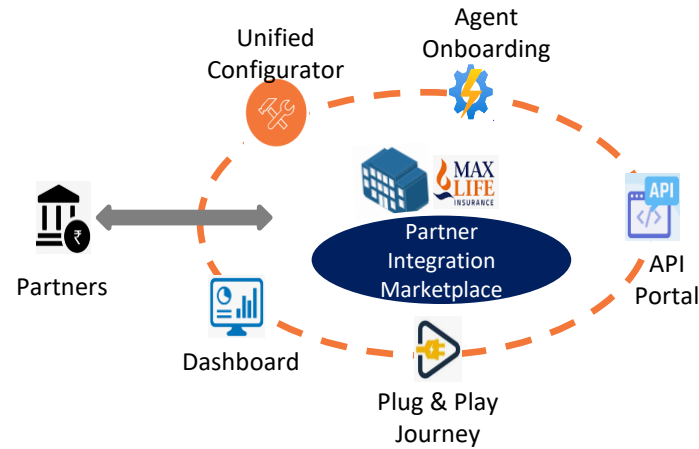 Agent
Onboarding
Unified
Configurator
MAX
LIFE
INSURANCE
API
</>
₹
Partner
Integration
Marketplace
Partners
API
Portal
Dashboard
Plug & Play
Journey